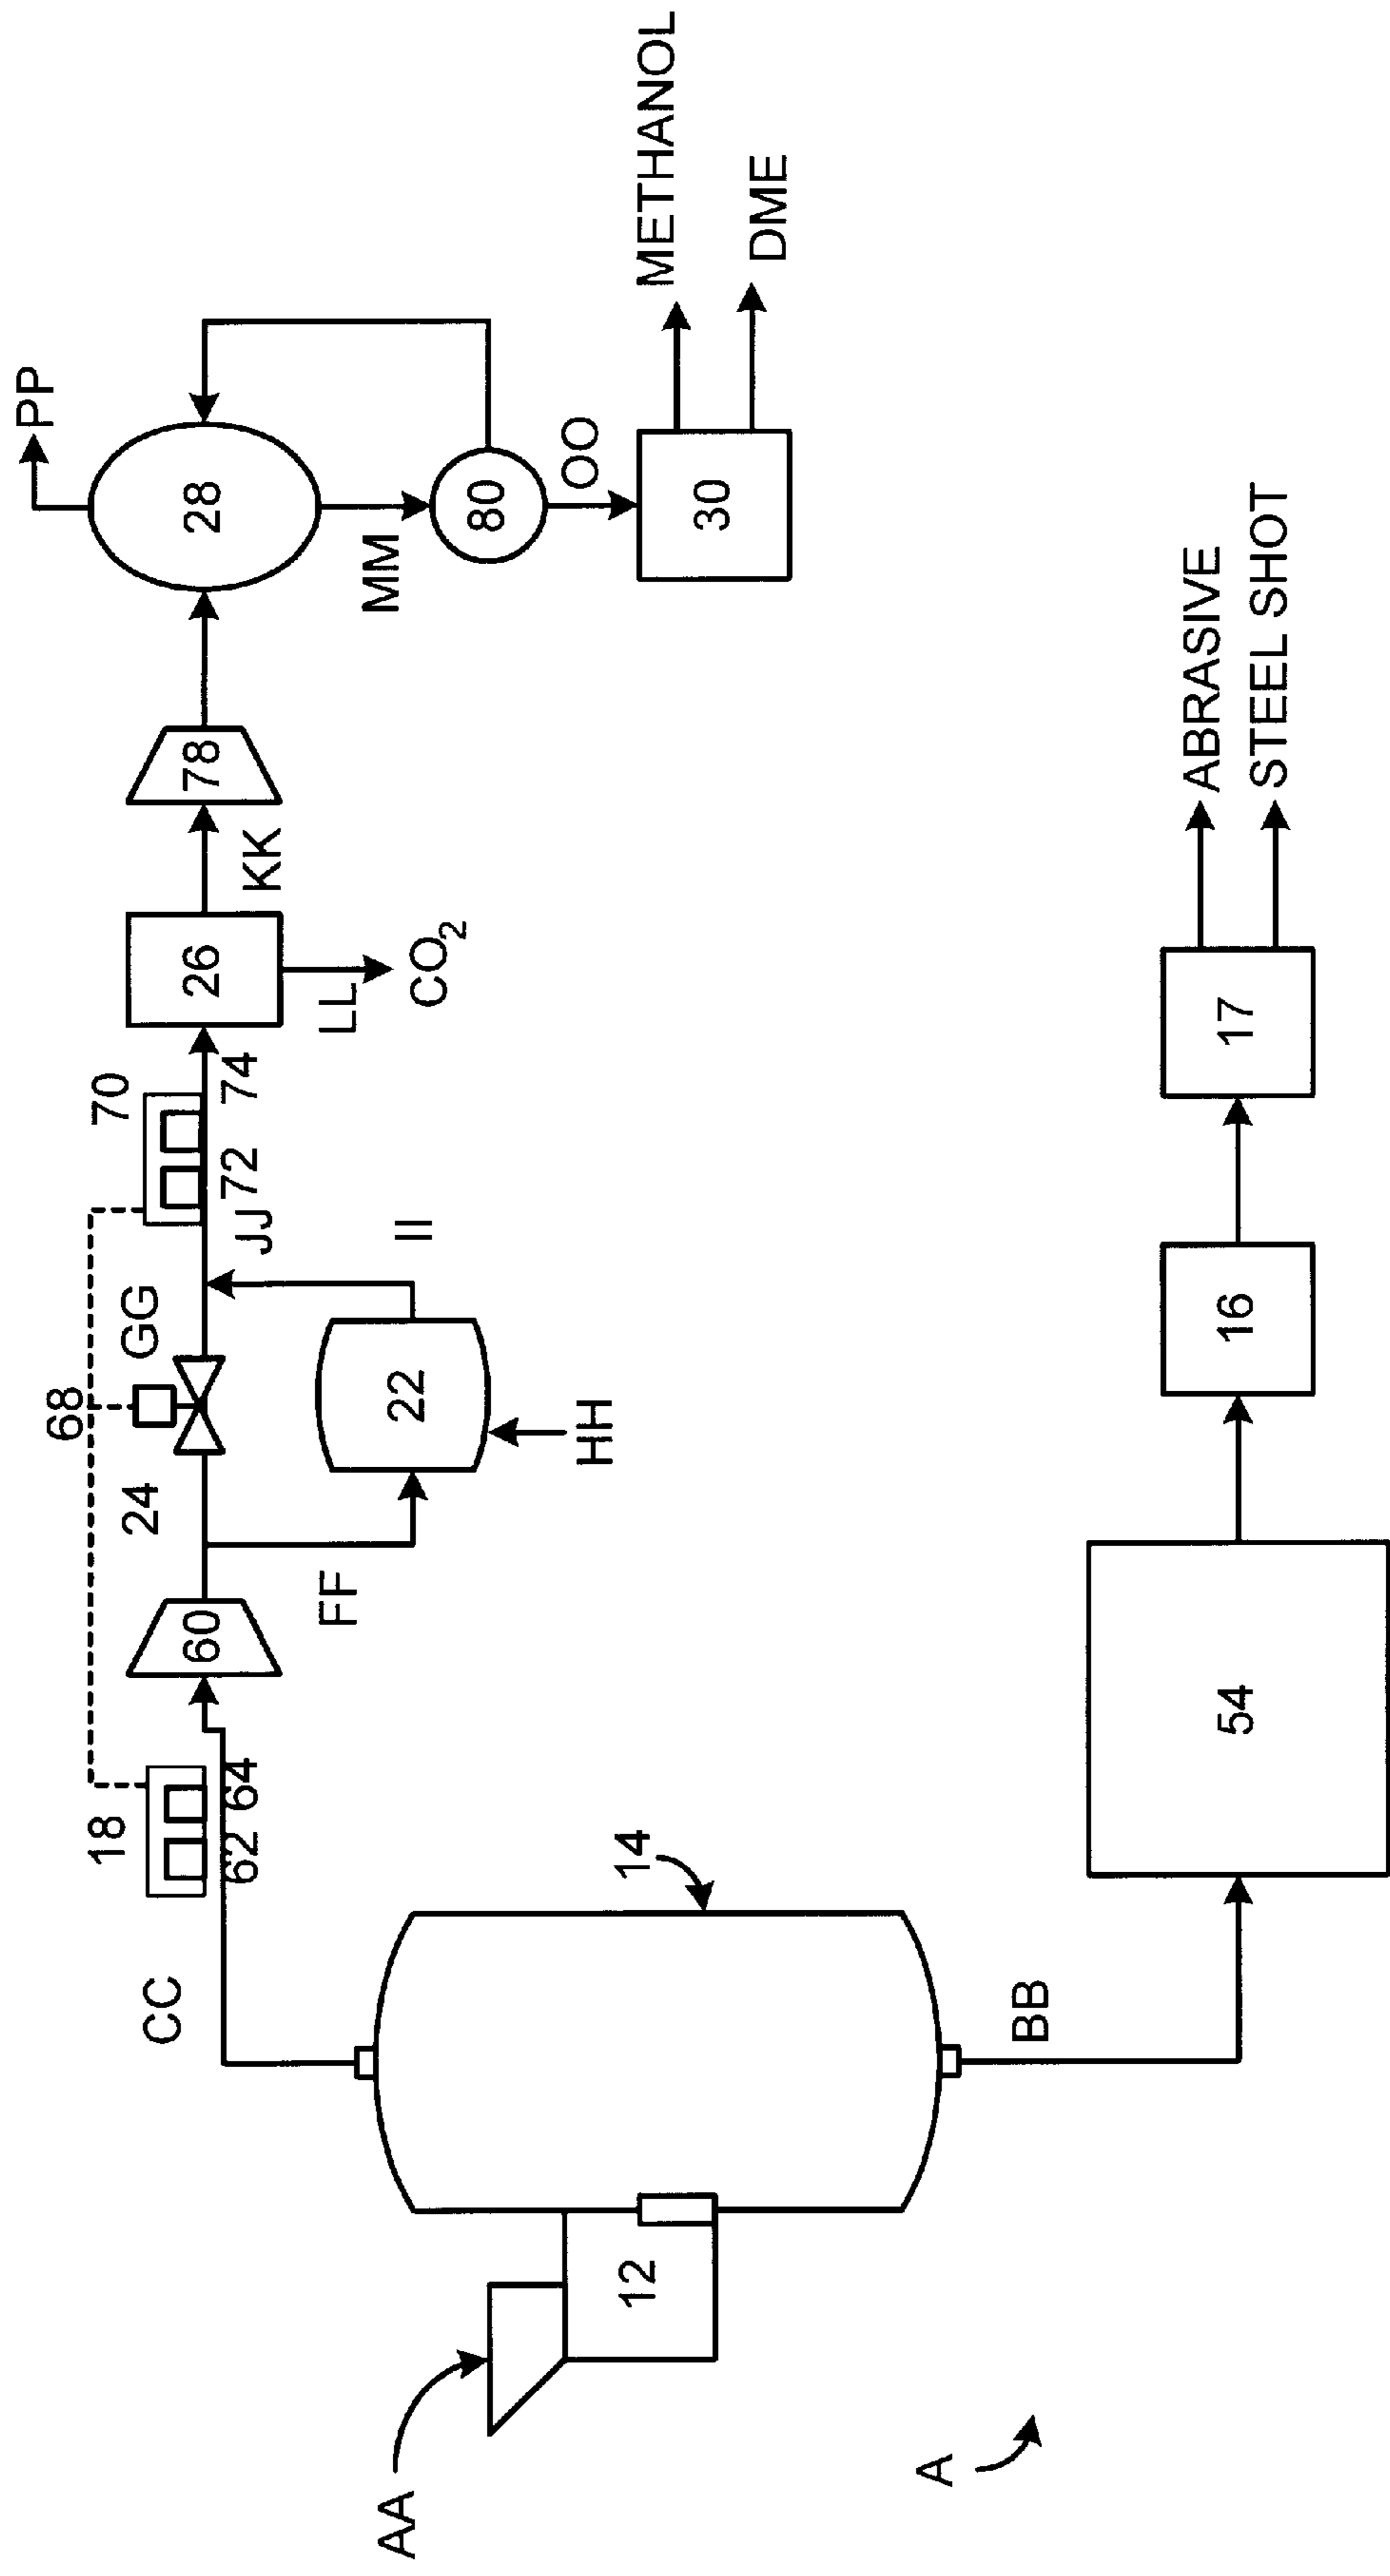 PP
70
68
GG
18
24
CC
60
JJ
72
74
26
KK
78
28
62
64
FF
22
II
HH
LL
CO2
MM
80
OO
30
METHANOL
DME
AA
12
14
BB
54
16
17
ABRASIVE
STEEL SHOT
A